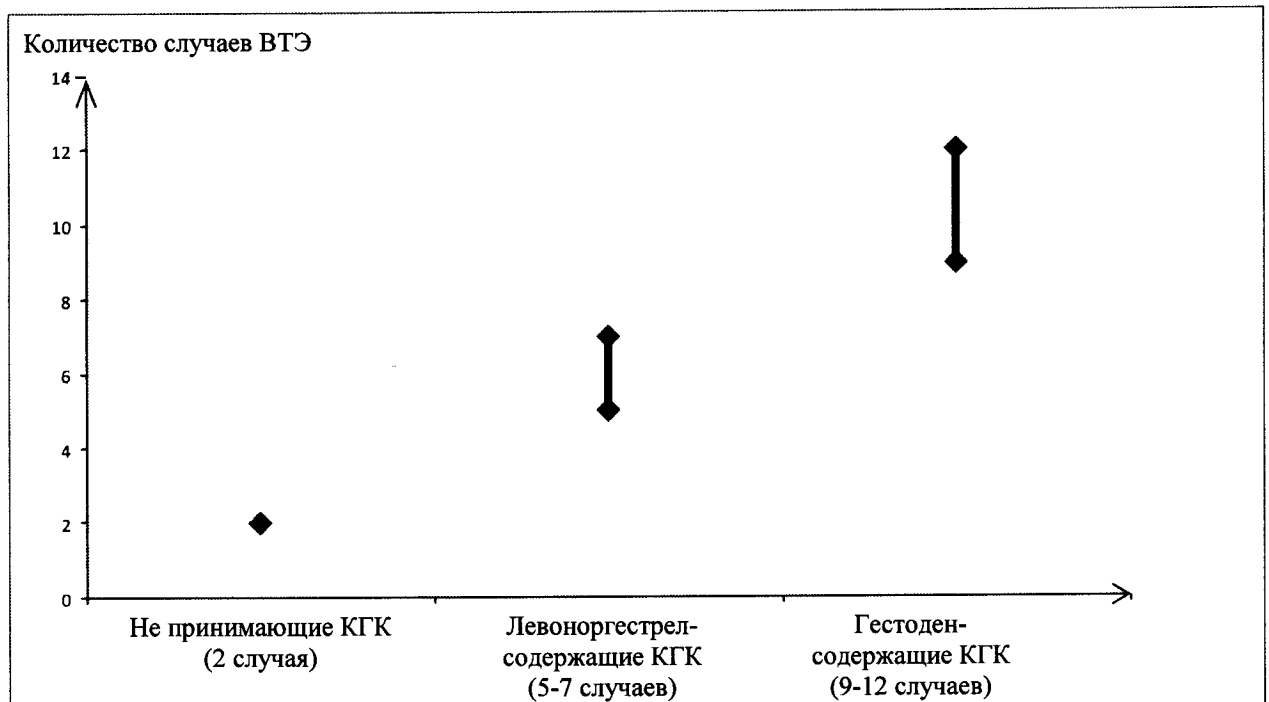 Количество случаев ВТЭ
14
12
10
8
6
4
2
0
Не принимающие КГК
(2 случая)
Левоноргестрел-
содержащие КГК
(5-7 случаев)
Гестоден-
содержащие КГК
(9-12 случаев)